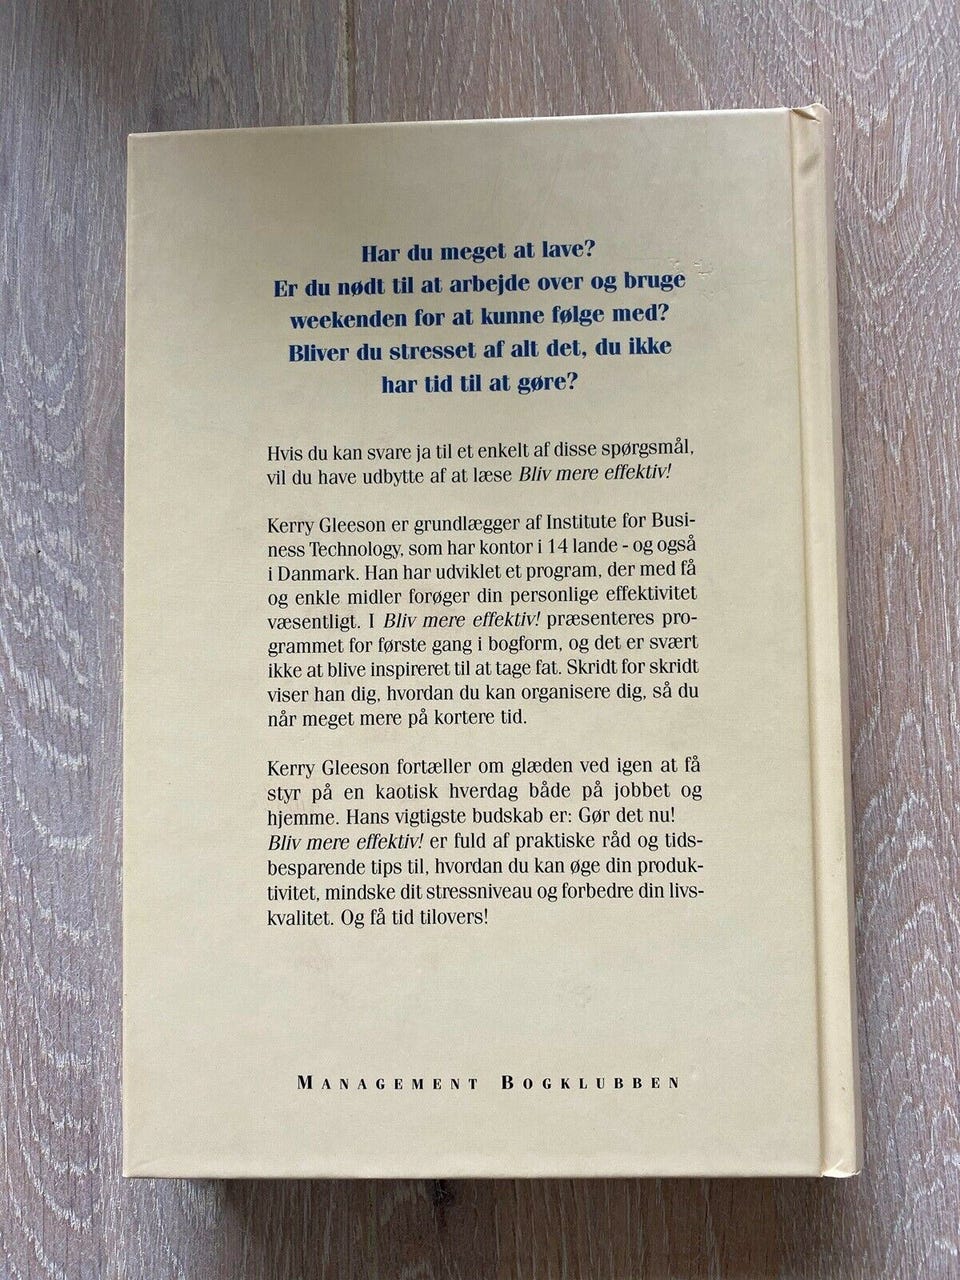 Har du meget at lave?
Er du nødt til at arbejde over og bruge
weekenden for at kunne følge med?
Bliver du stresset af alt det, du ikke
har tid til at gøre?
Hvis du kan svare ja til et enkelt af disse spørgsmål,
vil du have udbytte af at læse Bliv mere effektiv!
Kerry Gleeson er grundlægger af Institute for Busi-
ness Technology, som har kontor i 14 lande - og også
i Danmark. Han har udviklet et program, der med få
og enkle midler forøger din personlige effektivitet
væsentligt. I Bliv mere effektiv! præsenteres pro-
grammet for første gang i bogform, og det er svært
ikke at blive inspireret til at tage fat. Skridt for skridt
viser han dig, hvordan du kan organisere dig, så du
når meget mere på kortere tid.
Kerry Gleeson fortæller om glæden ved igen at få
styr på en kaotisk hverdag både på jobbet og
hjemme. Hans vigtigste budskab er: Gør det nu!
Bliv mere effektiv! er fuld af praktiske råd og tids-
besparende tips til, hvordan du kan øge din produk-
tivitet, mindske dit stressniveau og forbedre din livs-
kvalitet. Og få tid tilovers!
MANAGEMENT BOGKLUBBEN